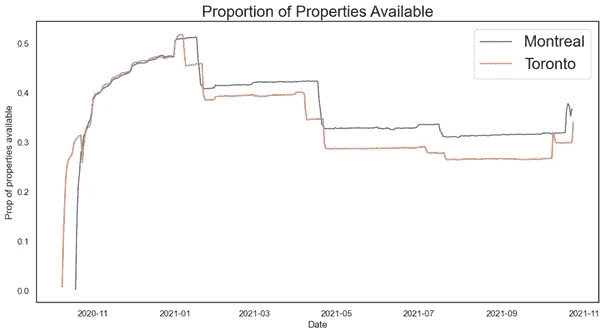 Proportion of Properties Available
Montreal
Toronto
Prop of properties available
0.5
0.4
0.3
0.2
0.1
0.0
2020-11 2021-01 2021-03 2021-05 2021-07 2021-09 2021-11
Date